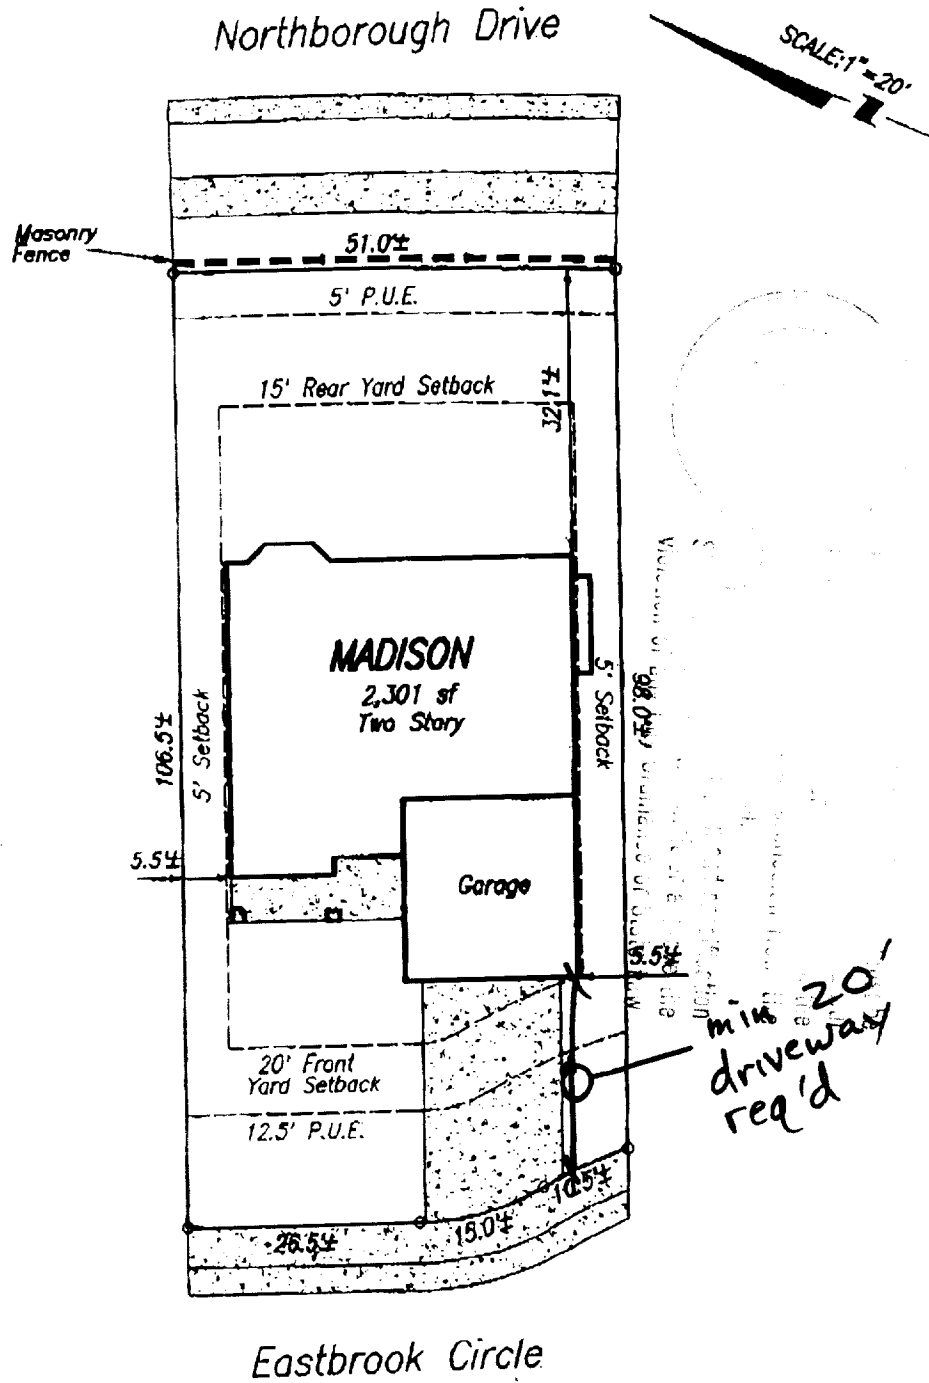 Northborough Drive
SCALE: 1"=20'
Masonry
Fence
51.0'±
5' P.U.E.
15' Rear Yard Setback
32.1'±
MADISON
2,301 sf
Two Story
5' Setback
98.0'±
106.5'±
5' Setback
5.5'±
Garage
5.5'±
min 20'
driveway
req'd
20' Front
Yard Setback
12.5' P.U.E.
10.5'±
15.0'±
26.5'±
Eastbrook Circle